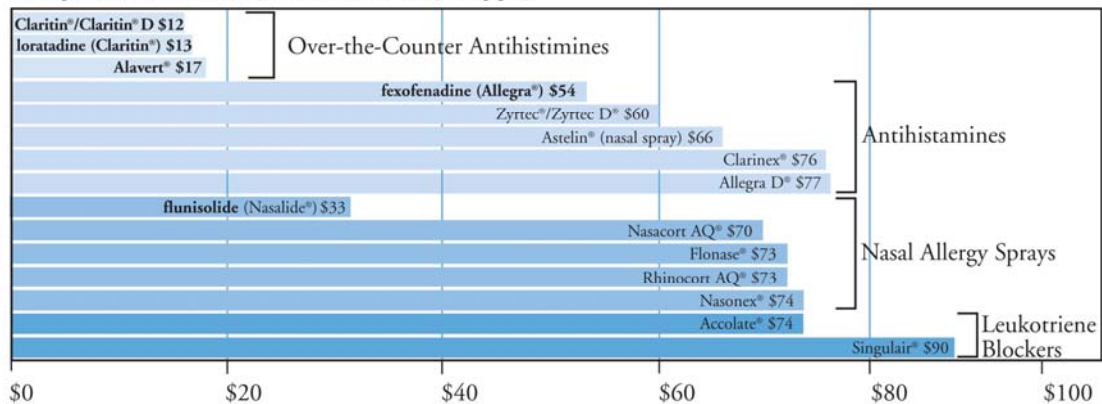 Claritin®/Claritin® D $12
loratadine (Claritin®) $13
Alavert® $17
Over-the-Counter Antihistimines
fexofenadine (Allegra®) $54
Zyrtec®/Zyrtec D® $60
Astelin® (nasal spray) $66
Clarinex® $76
Allegra D® $77
Antihistamines
flunisolide (Nasalide®) $33
Nasacort AQ® $70
Flonase® $73
Rhinocort AQ® $73
Nasonex® $74
Nasal Allergy Sprays
Accolate® $74
Singulair® $90
Leukotriene
Blockers
$0 $20 $40 $60 $80 $100